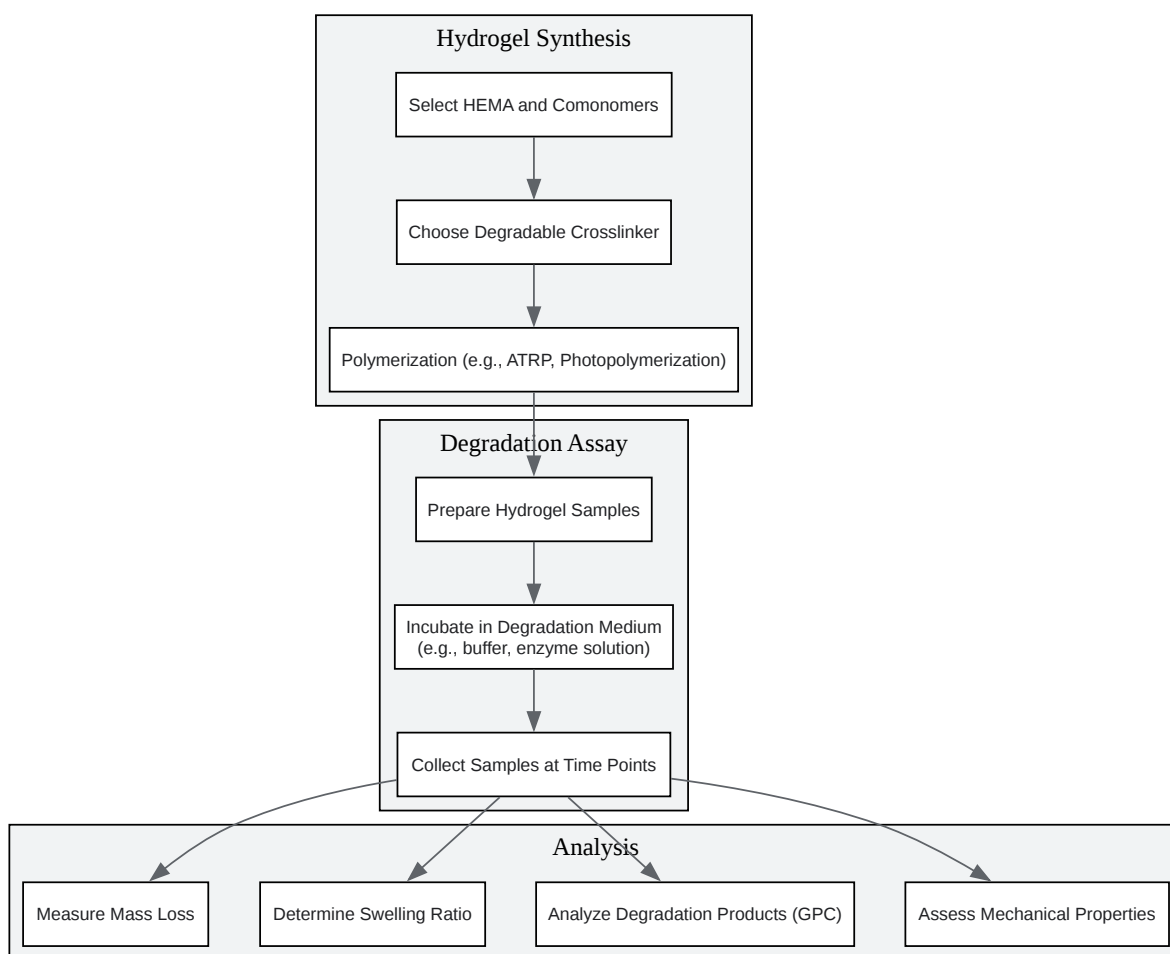 Hydrogel Synthesis
Select HEMA and Comonomers
Choose Degradable Crosslinker
Polymerization (e.g., ATRP, Photopolymerization)
Degradation Assay
Prepare Hydrogel Samples
Incubate in Degradation Medium
(e.g., buffer, enzyme solution)
Collect Samples at Time Points
Analysis
Measure Mass Loss
Determine Swelling Ratio
Analyze Degradation Products (GPC)
Assess Mechanical Properties